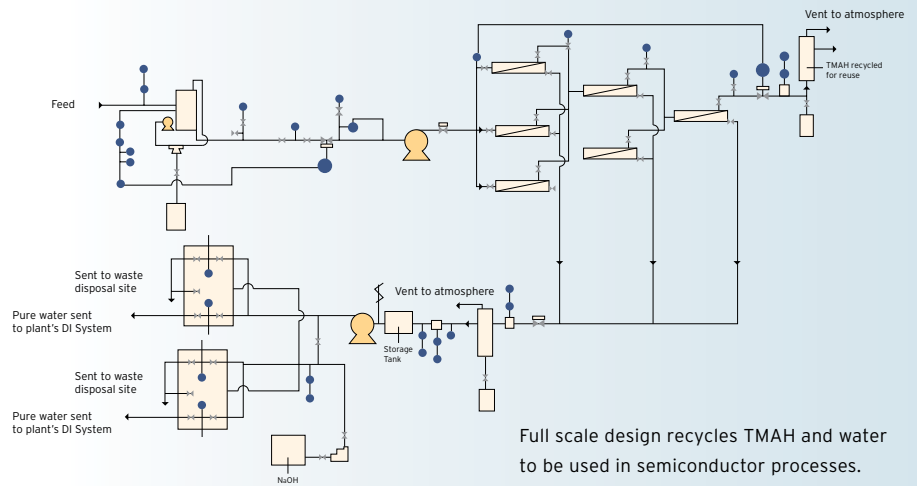 Vent to atmosphere
Feed
TMAH recycled
for reuse
Sent to waste
disposal site
Vent to atmosphere
Pure water sent
to plant's DI System
Storage
Tank
Sent to waste
disposal site
Pure water sent
to plant's DI System
NaOH
Full scale design recycles TMAH and water
to be used in semiconductor processes.